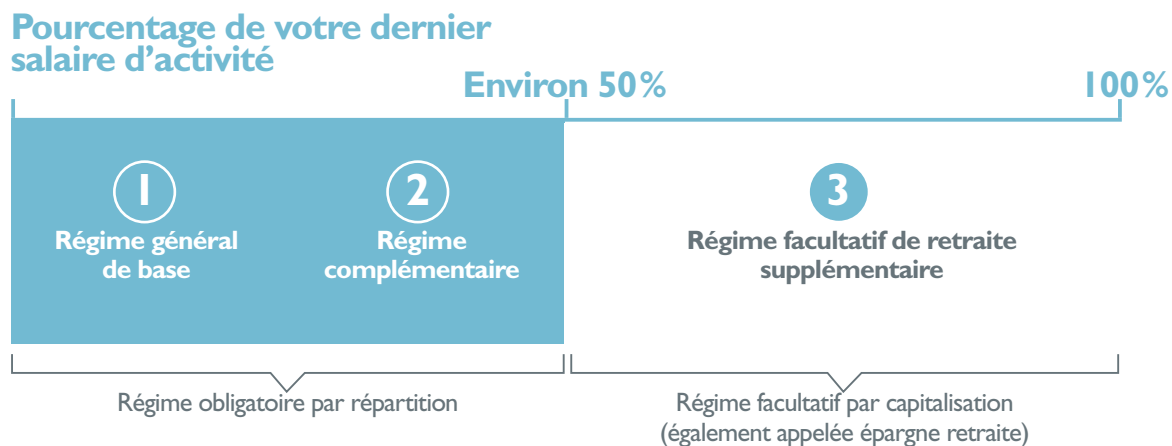 Pourcentage de votre dernier
salaire d’activité
Environ 50 %
100 %
1
Régime général
de base
2
Régime
complémentaire
3
Régime facultatif de retraite
supplémentaire
Régime obligatoire par répartition
Régime facultatif par capitalisation
(également appelée épargne retraite)